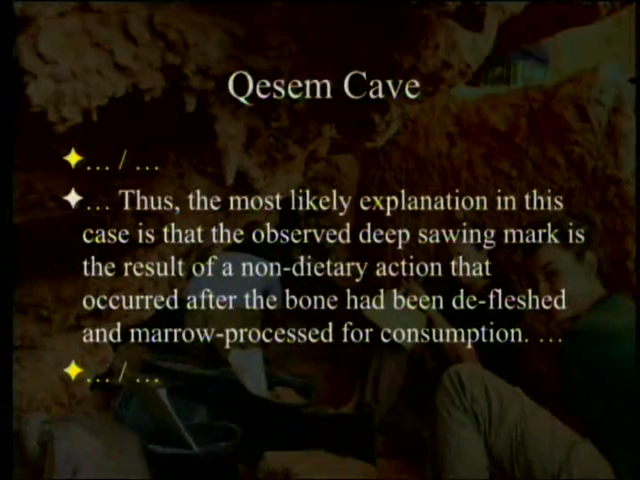 Qesem Cave
… / …
… Thus, the most likely explanation in this
case is that the observed deep sawing mark is
the result of a non-dietary action that
occurred after the bone had been de-fleshed
and marrow-processed for consumption. …
… / …